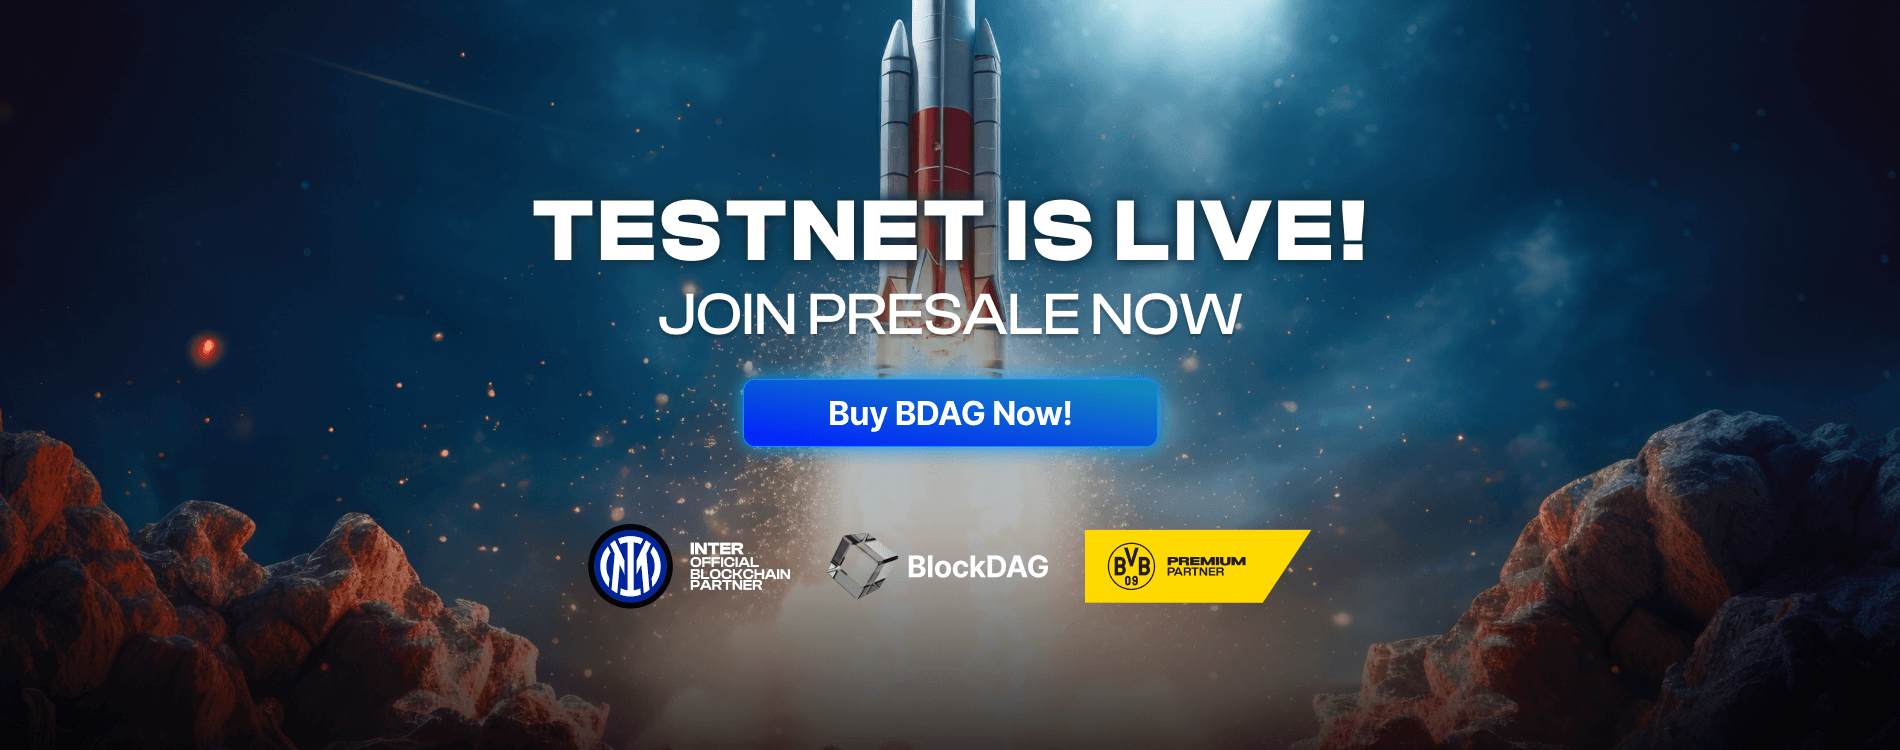 TESTNET IS LIVE!
JOIN PRESALE NOW
Buy BDAG Now!
INTER
OFFICIAL
BLOCKCHAIN
PARTNER
BlockDAG
BVB
09
PREMIUM
PARTNER